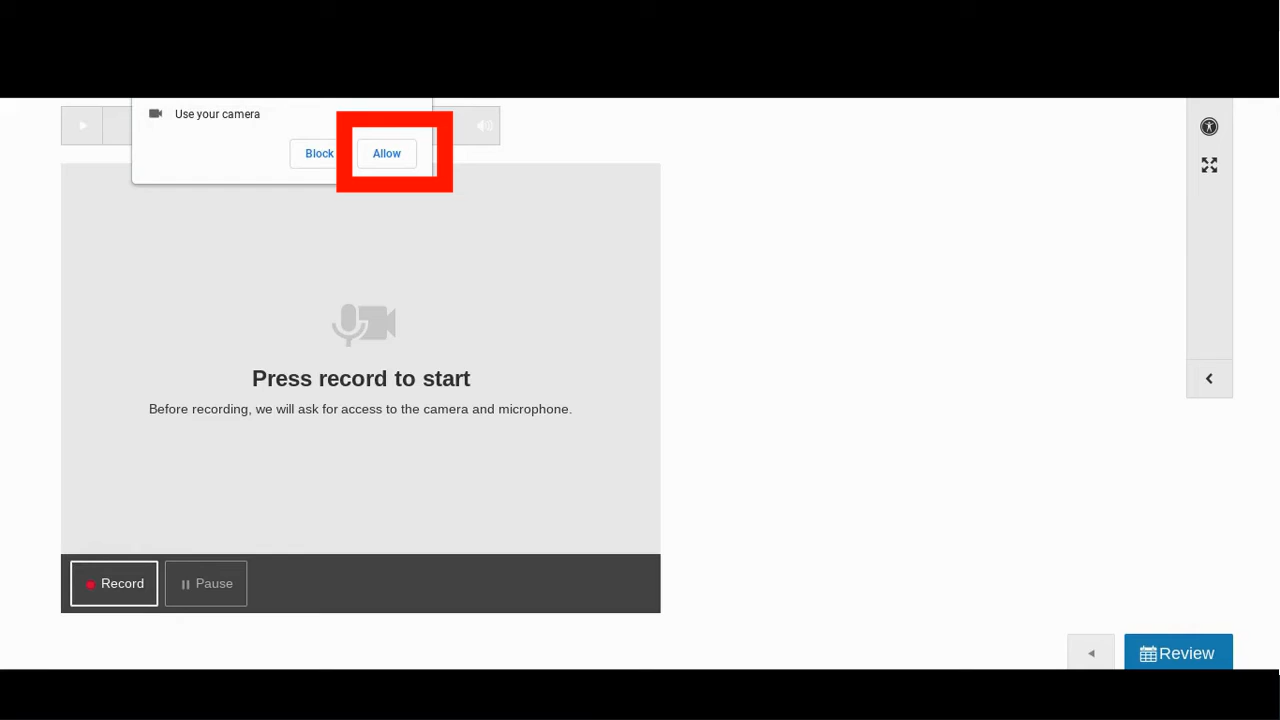 Use your camera
Block
Allow
Press record to start
Before recording, we will ask for access to the camera and microphone.
Record
Pause
Review